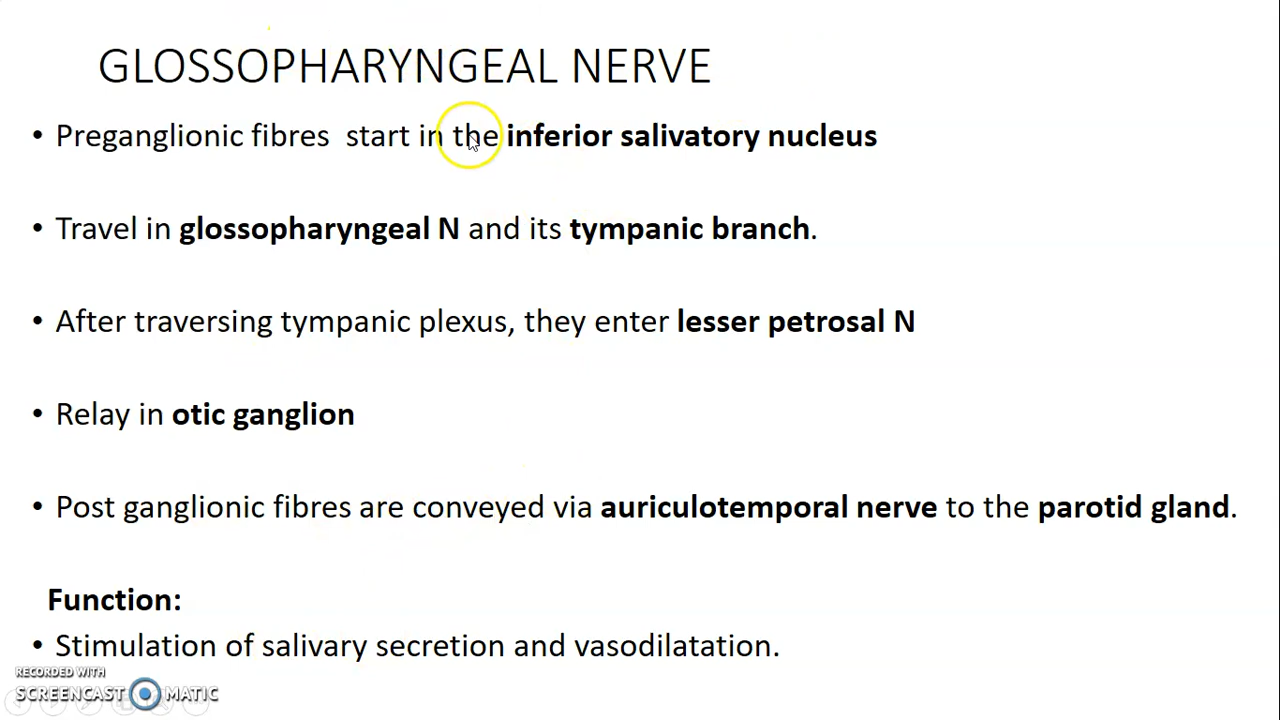 GLOSSOPHARYNGEAL NERVE
• Preganglionic fibres  start in the inferior salivatory nucleus
• Travel in glossopharyngeal N and its tympanic branch.
• After traversing tympanic plexus, they enter lesser petrosal N
• Relay in otic ganglion
• Post ganglionic fibres are conveyed via auriculotemporal nerve to the parotid gland.
Function:
• Stimulation of salivary secretion and vasodilatation.
RECORDED WITH
SCREENCAST MATIC